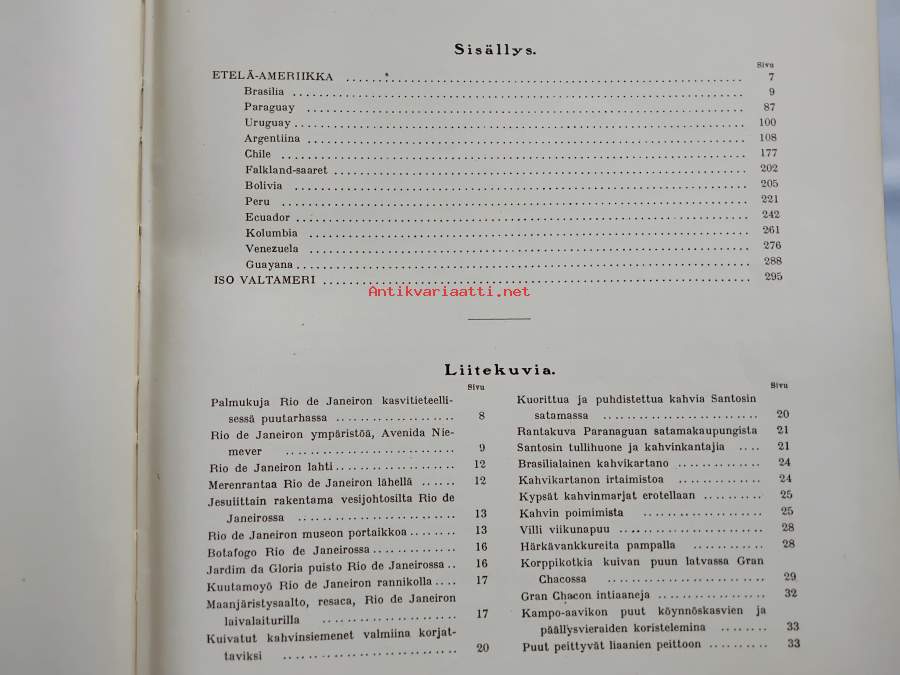 Sisällys.
Sivu
ETELÄ-AMERIIKKA 7
Brasilia 9
Paraguay 87
Uruguay 100
Argentiina 108
Chile 177
Falkland-saaret 202
Bolivia 205
Peru 221
Ecuador 242
Kolumbia 261
Venezuela 276
Guayana 288
ISO VALTAMERI 295
Antikvariaatti.net
Liitekuvia.
Sivu
Palmukuja Rio de Janeiron kasvitieteelli-
sessä puutarhassa 8
Rio de Janeiron ympäristöä, Avenida Nie-
mever 9
Rio de Janeiron lahti 12
Merenrantaa Rio de Janeiron lähellä 12
Jesuiittain rakentama vesijohtosilta Rio de
Janeirossa 13
Rio de Janeiron museon portaikkoa 13
Botafogo Rio de Janeirossa 16
Jardim da Gloria puisto Rio de Janeirossa 16
Kuutamoyö Rio de Janeiron rannikolla 17
Maanjäristysaalto, resaca, Rio de Janeiron
laivalaiturilla 17
Kuivatut kahvinsiemenet valmiina korjat-
taviksi 20
Sivu
Kuorittua ja puhdistettua kahvia Santosin
satamassa 20
Rantakuva Paranaguan satamakaupungista 21
Santosin tullihuone ja kahvinkantajia 21
Brasilialainen kahvikartano 24
Kahvikartanon irtaimistoa 24
Kypsät kahvinmarjat erotellaan 25
Kahvin poimimista 25
Villi viikunapuu 28
Härkävankkureita pampalla 28
Korppikotkia kuivan puun latvassa Gran
Chacossa 29
Gran Chacon intiaaneja 32
Kampo-aavikon puut köynnöskasvien ja
päällysvieraiden koristelemina 33
Puut peittyvät liaanien peittoon 33